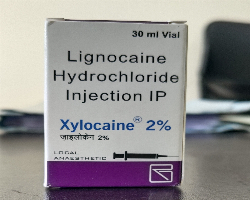 30 ml Vial
Lignocaine
Hydrochloride
Injection IP
Xylocaine® 2%
जाइलोकेन 2%
LOCAL
ANAESTHETIC